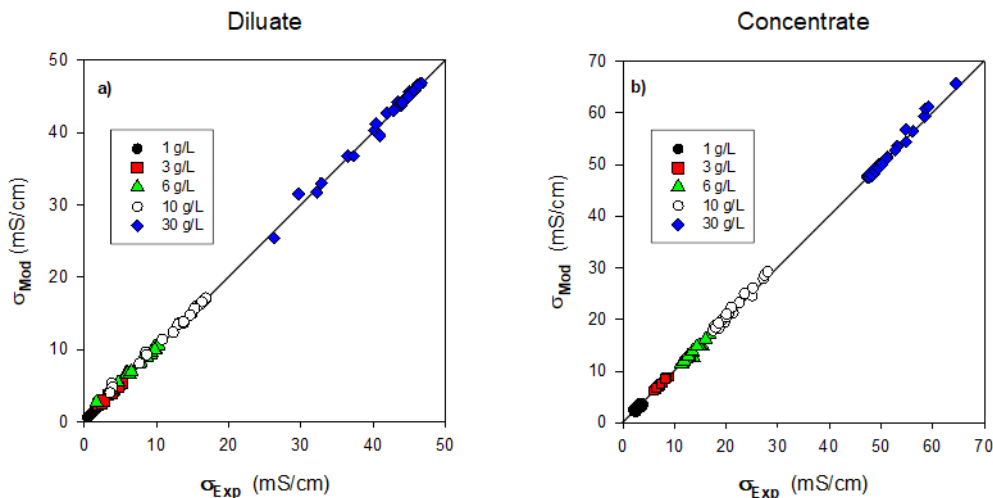 Diluate
a)
1 g/L
3 g/L
6 g/L
10 g/L
30 g/L
50
40
30
20
10
0
0 10 20 30 40 50
σMod (mS/cm)
σExp (mS/cm)
Concentrate
b)
1 g/L
3 g/L
6 g/L
10 g/L
30 g/L
70
60
50
40
30
20
10
0
0 10 20 30 40 50 60 70
σMod (mS/cm)
σExp (mS/cm)